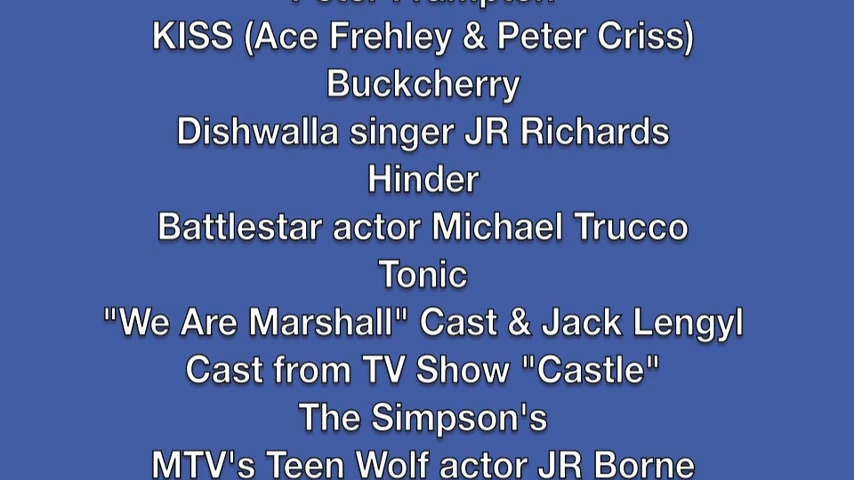 KISS (Ace Frehley & Peter Criss)
Buckcherry
Dishwalla singer JR Richards
Hinder
Battlestar actor Michael Trucco
Tonic
"We Are Marshall" Cast & Jack Lengyl
Cast from TV Show "Castle"
The Simpson's
MTV's Teen Wolf actor JR Borne